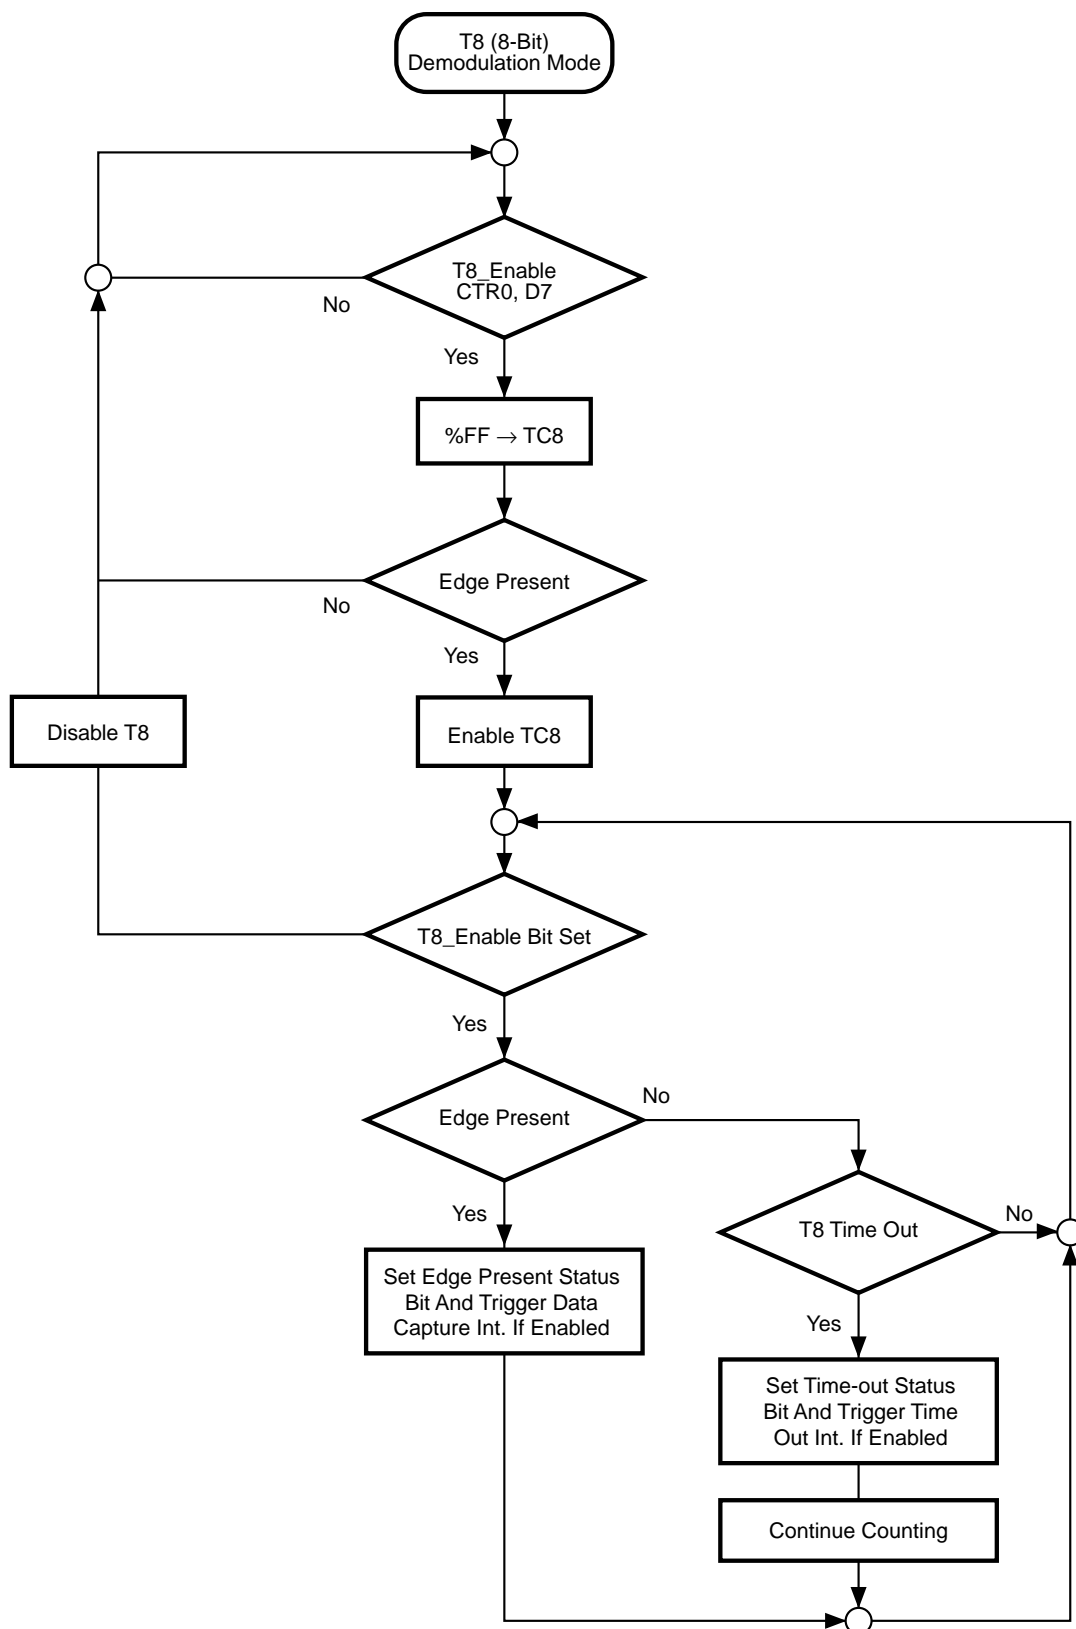 T8 (8-Bit)
Demodulation Mode
T8_Enable
CTR0, D7
No
Yes
%FF → TC8
Edge Present
No
Yes
Disable T8
Enable TC8
T8_Enable Bit Set
Yes
Edge Present
No
Yes
T8 Time Out
No
Set Edge Present Status
Bit And Trigger Data
Capture Int. If Enabled
Yes
Set Time-out Status
Bit And Trigger Time
Out Int. If Enabled
Continue Counting